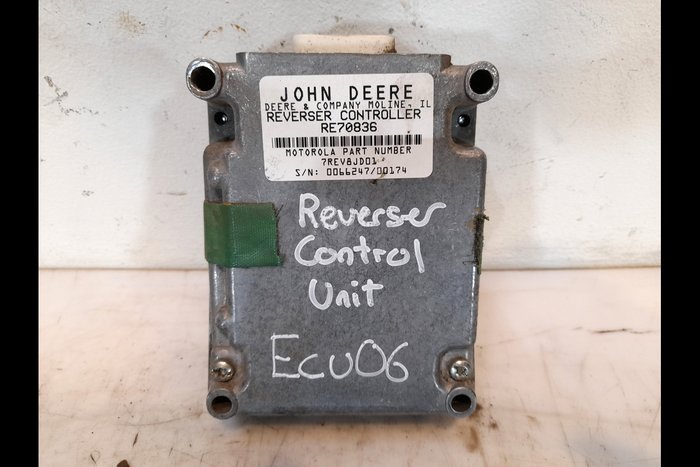 JOHN DEERE
DEERE & COMPANY MOLINE, IL
REVERSER CONTROLLER
RE70836
MOTOROLA PART NUMBER
7REV8JD01
S/N: 0066247/00174
Reverser
Control
Unit
ECU06